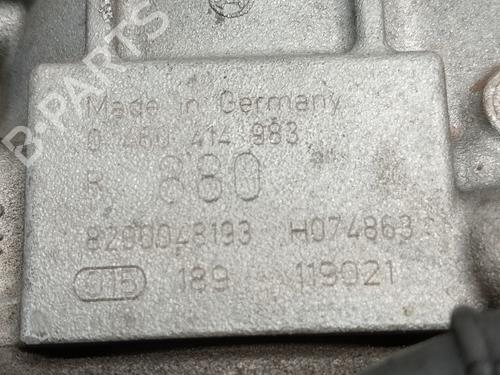 B-PARTS
Made in Germany
0 460 414 983
R 880
8200048193 H074863
015 189 119021